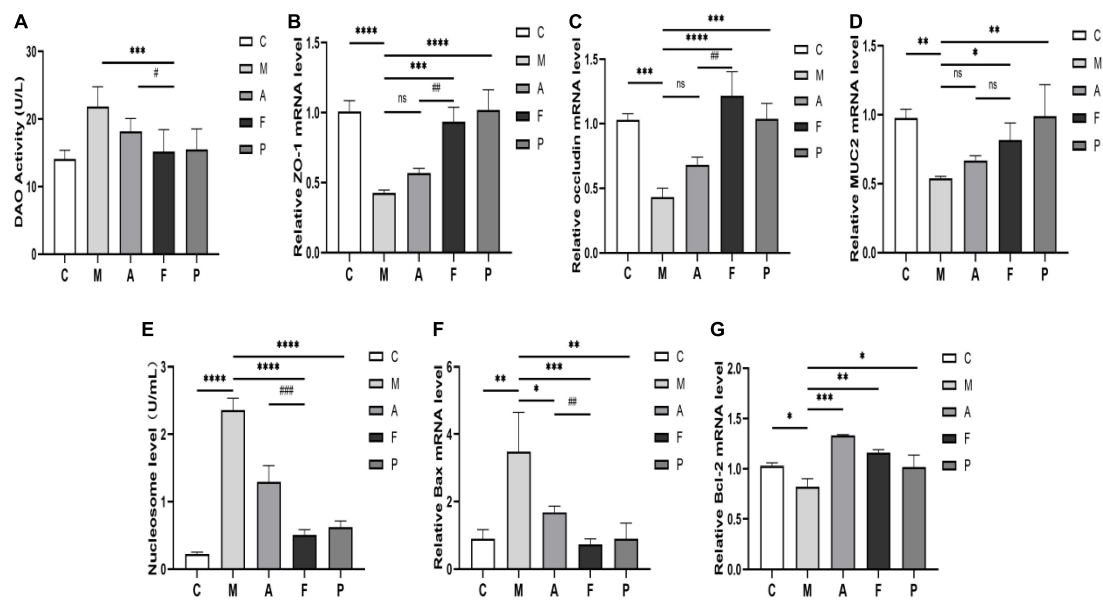 A
DAO Activity (U/L)
30
20
10
0
***
#
C
M
A
F
P
C M A F P
B
Relative ZO-1 mRNA level
1.5
1.0
0.5
0.0
****
****
***
##
ns
C
M
A
F
P
C M A F P
C
Relative occludin mRNA level
1.5
1.0
0.5
0.0
***
****
##
***
ns
C
M
A
F
P
C M A F P
D
Relative MUC2 mRNA level
1.5
1.0
0.5
0.0
**
**
*
ns
ns
C
M
A
F
P
C M A F P
E
Nucleosome level (U/mL)
3
2
1
0
****
****
****
###
C
M
A
F
P
C M A F P
F
Relative Bax mRNA level
6
4
2
0
**
***
**
*
##
C
M
A
F
P
C M A F P
G
Relative Bcl-2 mRNA level
2.0
1.5
1.0
0.5
0.0
*
**
***
*
C
M
A
F
P
C M A F P